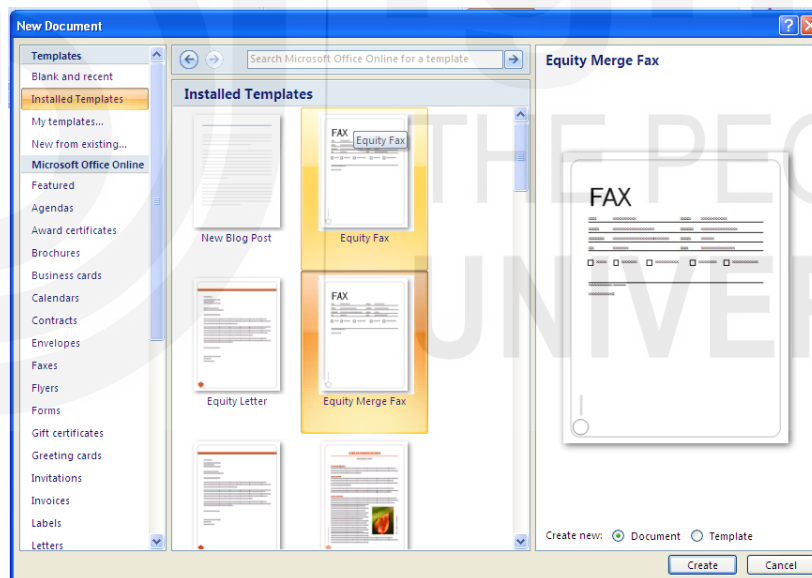 New Document
Templates
Blank and recent
Installed Templates
My templates...
New from existing...
Microsoft Office Online
Featured
Agendas
Award certificates
Brochures
Business cards
Calendars
Contracts
Envelopes
Faxes
Flyers
Forms
Gift certificates
Greeting cards
Invitations
Invoices
Labels
Letters
Search Microsoft Office Online for a template
Installed Templates
New Blog Post
FAX
Equity Fax
Equity Fax
Equity Letter
FAX
Equity Merge Fax
Equity Merge Fax
FAX
THE PEO
UNIVER
Create new: Document Template
Create Cancel